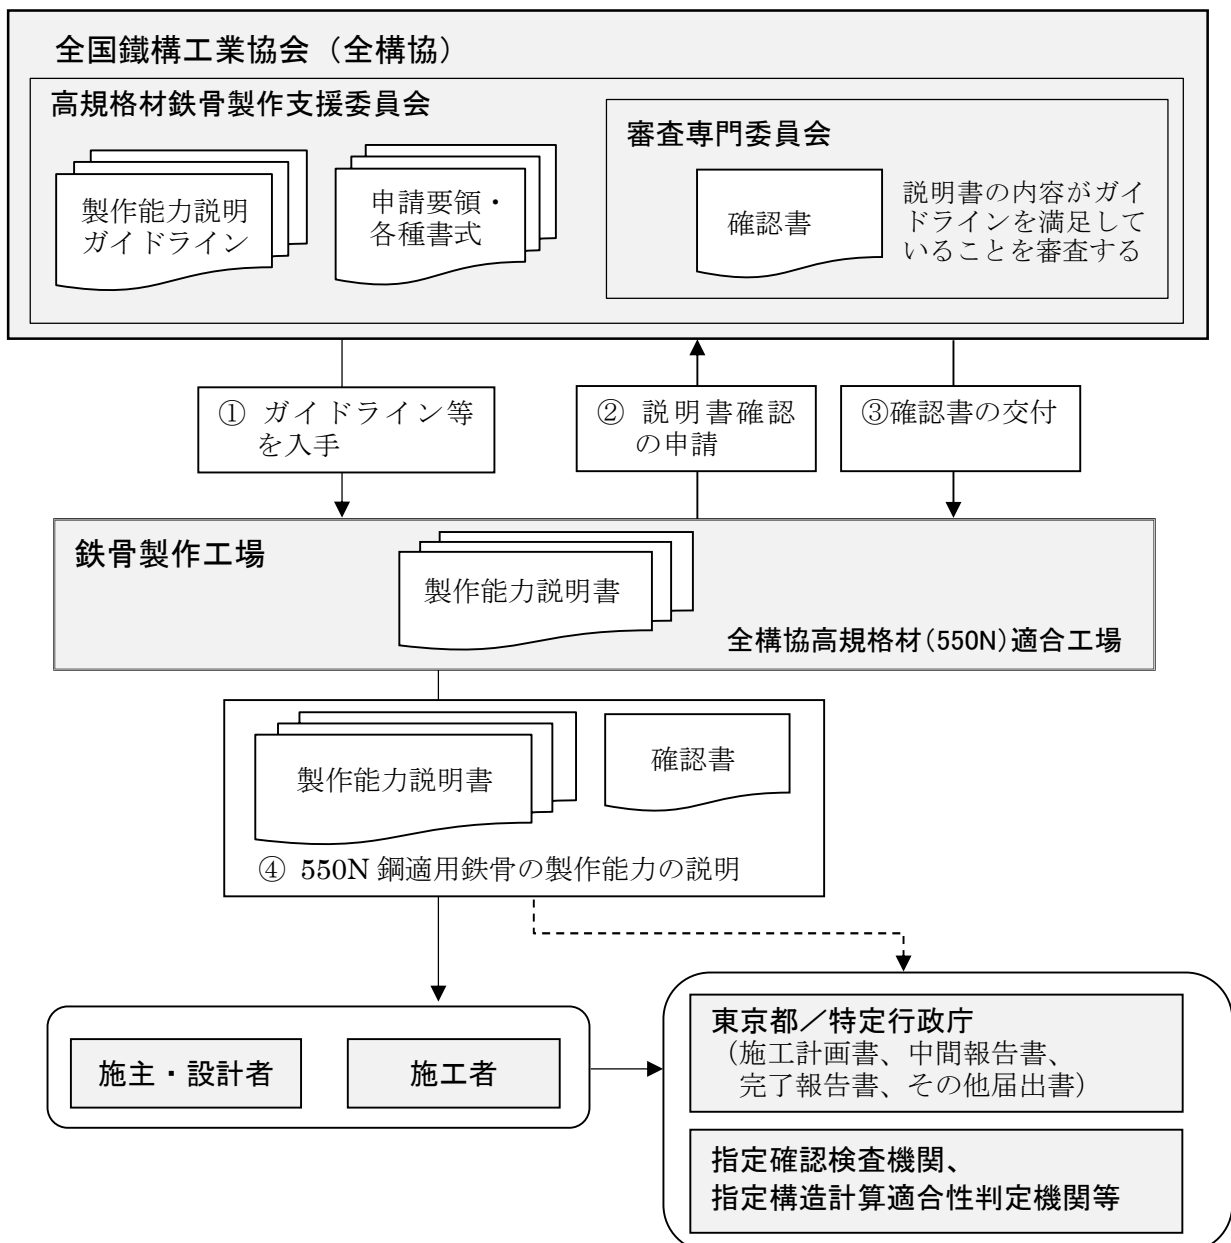 全国鐵構工業協会（全構協）
高規格材鉄骨製作支援委員会
製作能力説明
ガイドライン
申請要領・
各種書式
審査専門委員会
確認書
説明書の内容がガイ
ドラインを満足して
いることを審査する
① ガイドライン等
を入手
② 説明書確認
の申請
③確認書の交付
鉄骨製作工場
製作能力説明書
全構協高規格材(550N)適合工場
製作能力説明書
確認書
④ 550N 鋼適用鉄骨の製作能力の説明
施主・設計者
施工者
東京都／特定行政庁
（施工計画書、中間報告書、
完了報告書、その他届出書）
指定確認検査機関、
指定構造計算適合性判定機関等